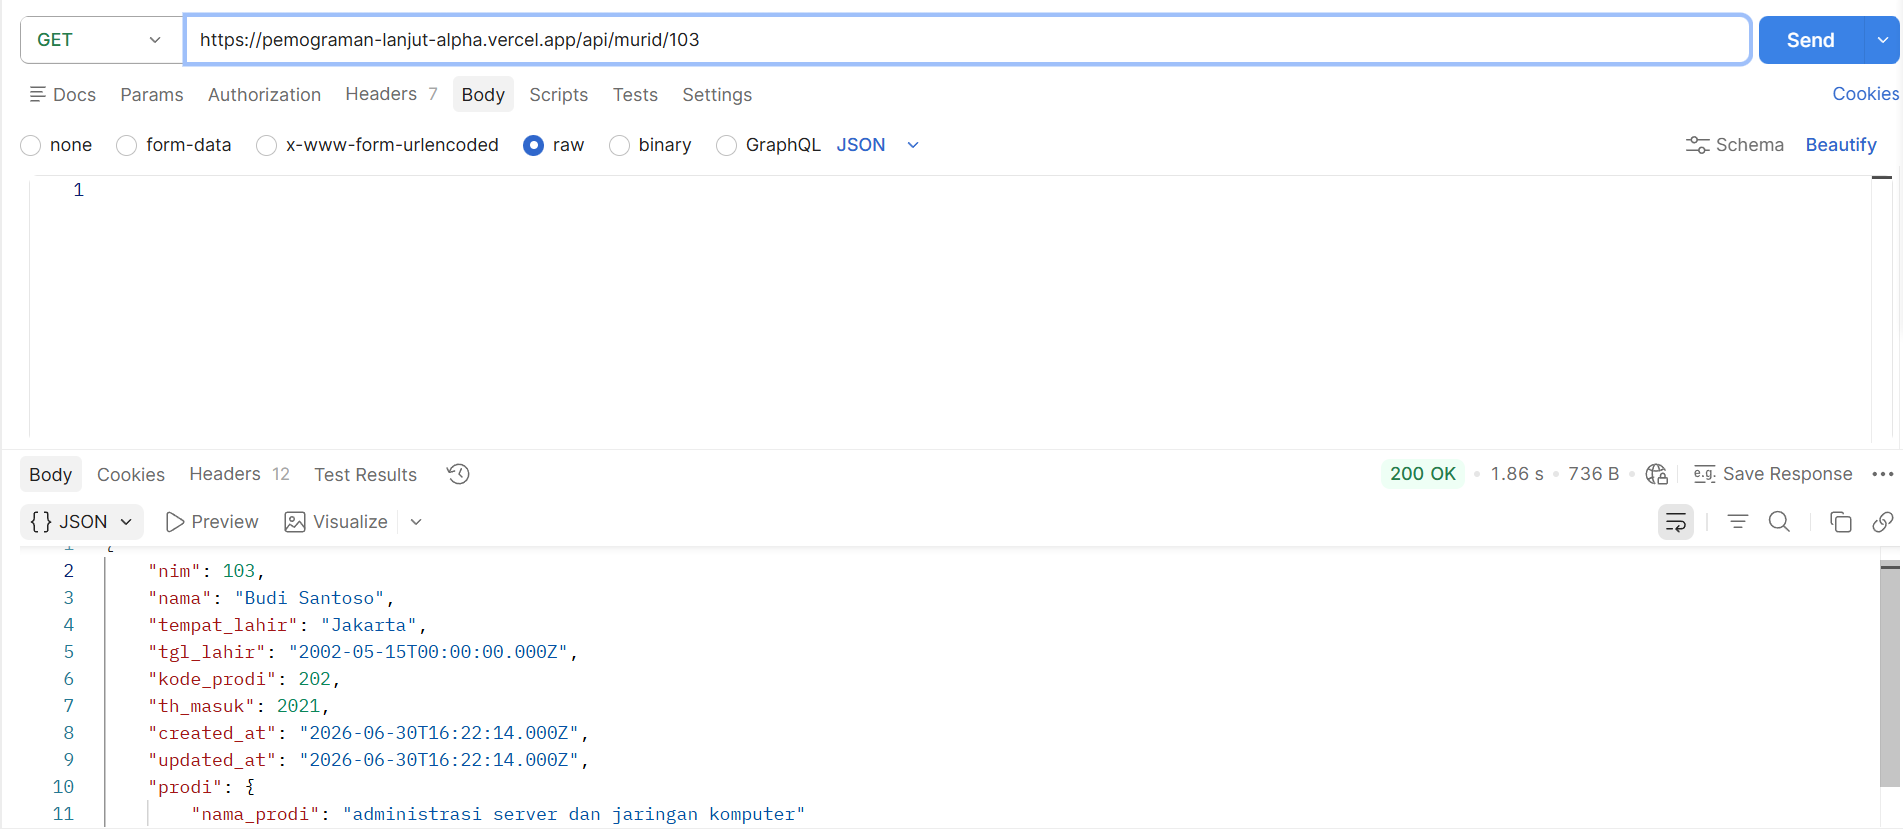 GET https://pemograman-lanjut-alpha.vercel.app/api/murid/103 Send
Docs Params Authorization Headers 7 Body Scripts Tests Settings Cookies
none form-data x-www-form-urlencoded raw binary GraphQL JSON Schema Beautify
1
Body Cookies Headers 12 Test Results 200 OK • 1.86 s • 736 B • e.g. Save Response
{} JSON Preview Visualize
2 "nim": 103,
3 "nama": "Budi Santoso",
4 "tempat_lahir": "Jakarta",
5 "tgl_lahir": "2002-05-15T00:00:00.000Z",
6 "kode_prodi": 202,
7 "th_masuk": 2021,
8 "created_at": "2026-06-30T16:22:14.000Z",
9 "updated_at": "2026-06-30T16:22:14.000Z",
10 "prodi": {
11 "nama_prodi": "administrasi server dan jaringan komputer"